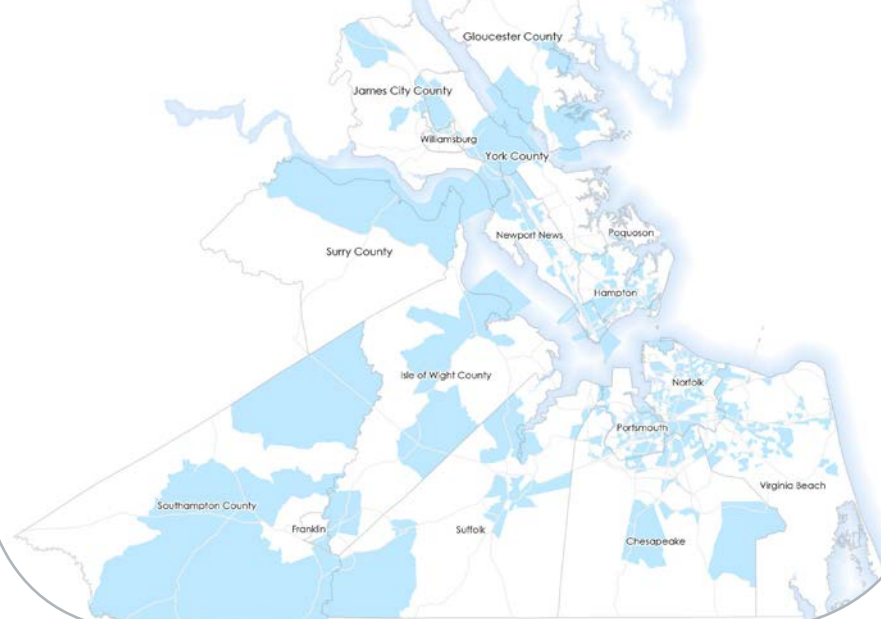 Gloucester County
James City County
Williamsburg
York County
Newport News
Poquoson
Surry County
Hampton
Isle of Wight County
Norfolk
Portsmouth
Virginia Beach
Southampton County
Franklin
Suffolk
Chesapeake